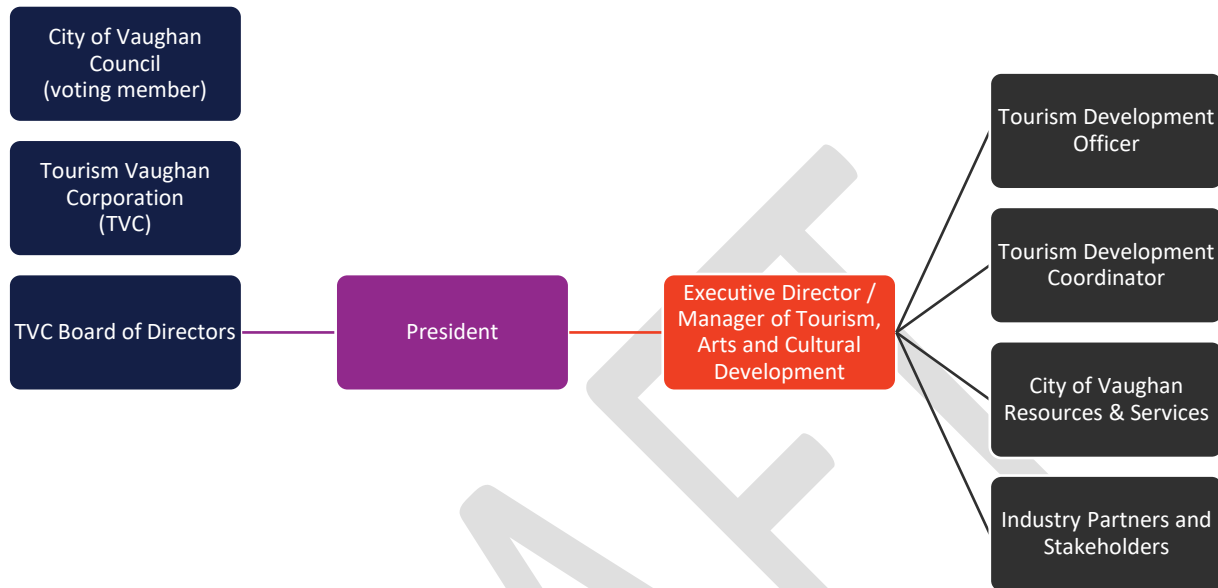 City of Vaughan
Council
(voting member)
Tourism Vaughan
Corporation
(TVC)
TVC Board of Directors
President
Executive Director /
Manager of Tourism,
Arts and Cultural
Development
Tourism Development
Officer
Tourism Development
Coordinator
City of Vaughan
Resources & Services
Industry Partners and
Stakeholders